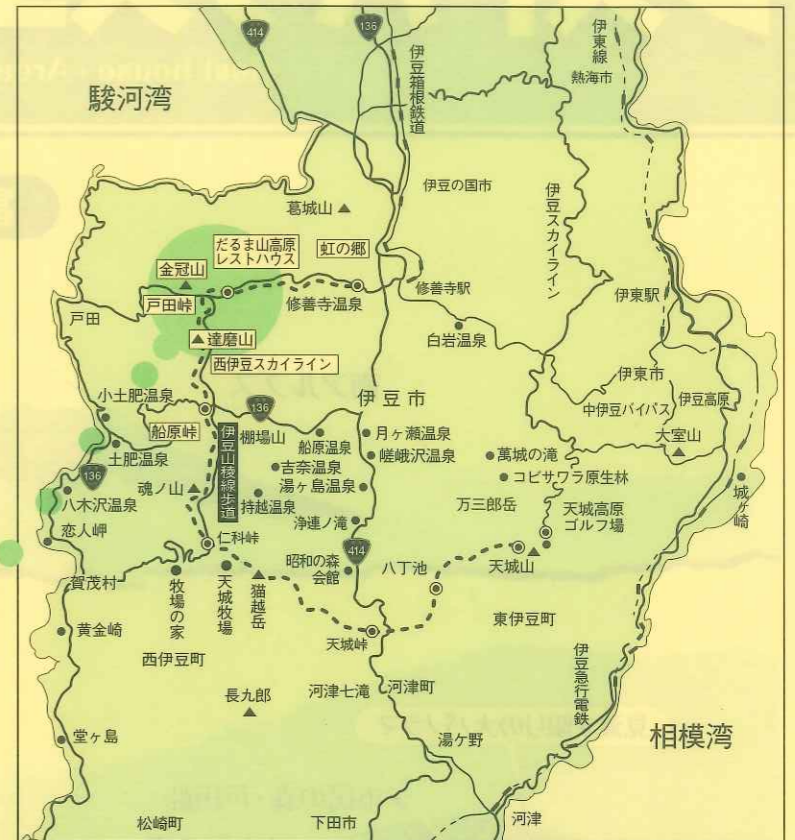 414
136
伊東線
熱海市
伊豆箱根鉄道
駿河湾
伊豆の国市
伊豆スカイライン
葛城山
だるま山高原
レストハウス
虹の郷
金冠山
戸田峠
修善寺温泉
修善寺駅
伊東駅
戸田
達磨山
白岩温泉
西伊豆スカイライン
伊東市
小土肥温泉
伊豆市
中伊豆バイパス
伊豆高原
136
船原峠
伊豆山稜線歩道
棚場山
船原温泉
月ヶ瀬温泉
大室山
土肥温泉
吉奈温泉
嵯峨沢温泉
萬城の滝
136
魂ノ山
湯ヶ島温泉
コビサワラ原生林
城ヶ崎
八木沢温泉
持越温泉
万三郎岳
天城高原
ゴルフ場
恋人岬
浄連ノ滝
仁科峠
414
昭和の森
会館
八丁池
天城山
賀茂村
牧場の家
天城牧場
猫越岳
東伊豆町
黄金崎
天城峠
西伊豆町
伊豆急行電鉄
長九郎
河津七滝
河津町
堂ヶ島
湯ケ野
相模湾
松崎町
下田市
河津